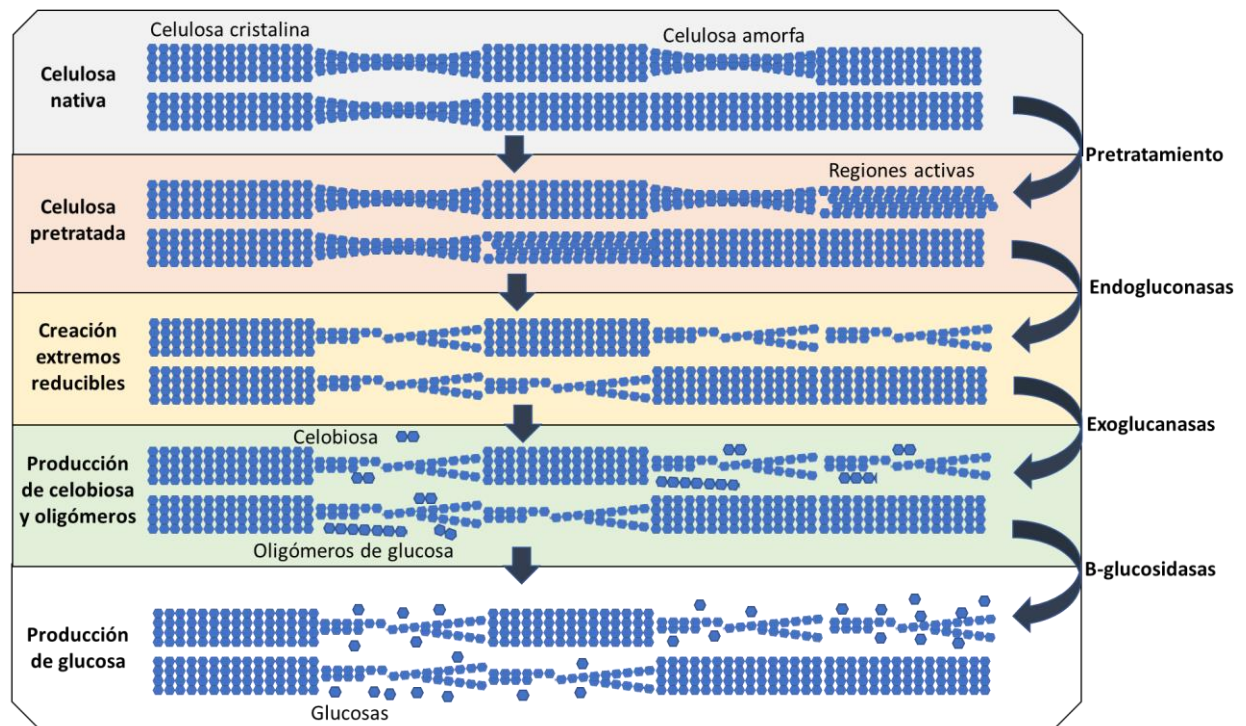 Celulosa cristalina
Celulosa amorfa
Celulosa
nativa
Pretratamiento
Regiones activas
Celulosa
pretratada
Endogluconasas
Creación
extremos
reducibles
Exoglucanasas
Celobiosa
Producción
de celobiosa
y oligómeros
Oligómeros de glucosa
B-glucosidasas
Producción
de glucosa
Glucosas